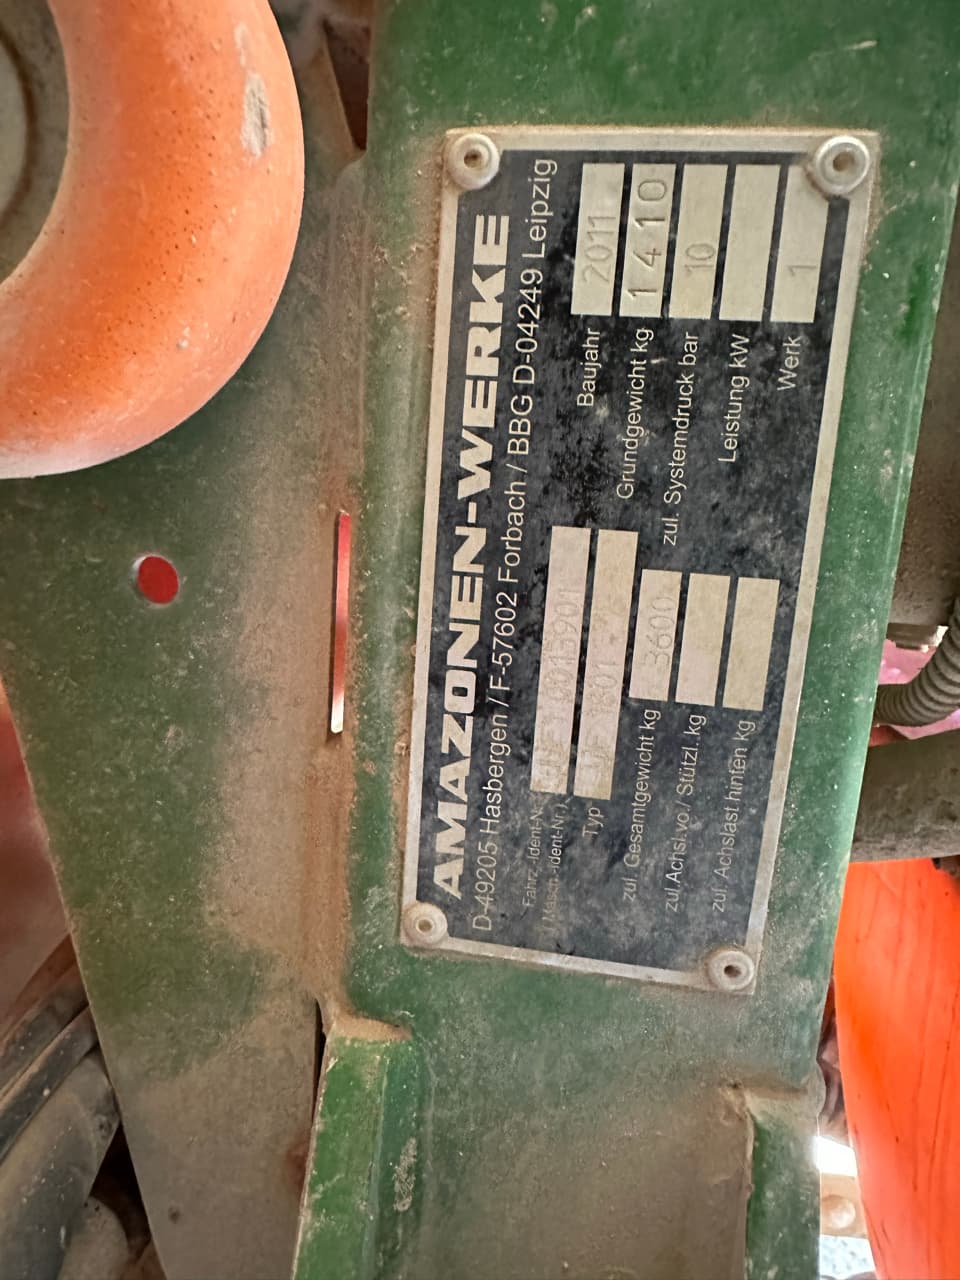 AMAZONEN-WERKE
D-49205 Hasbergen / F-57602 Forbach / BBG D-04249 Leipzig
Fahrz.-Ident-Nr.
(Masch.-Ident-Nr.)
Typ
zul. Gesamtgewicht kg 3600
zul.Achsl.vo./ Stützl. kg
zul. Achslast hinten kg
Baujahr 2011
Grundgewicht kg 1410
zul. Systemdruck bar 10
Leistung kW
Werk 1